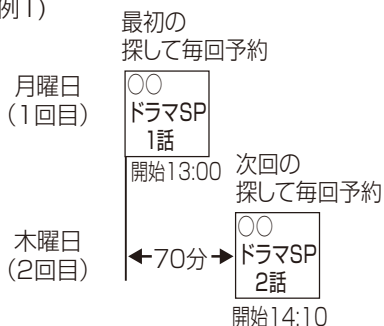 例1)
最初の
探して毎回予約
月曜日
(1回目)
○○
ドラマSP
1話
開始13:00
次回の
探して毎回予約
木曜日
(2回目)
70分
○○
ドラマSP
2話
開始14:10